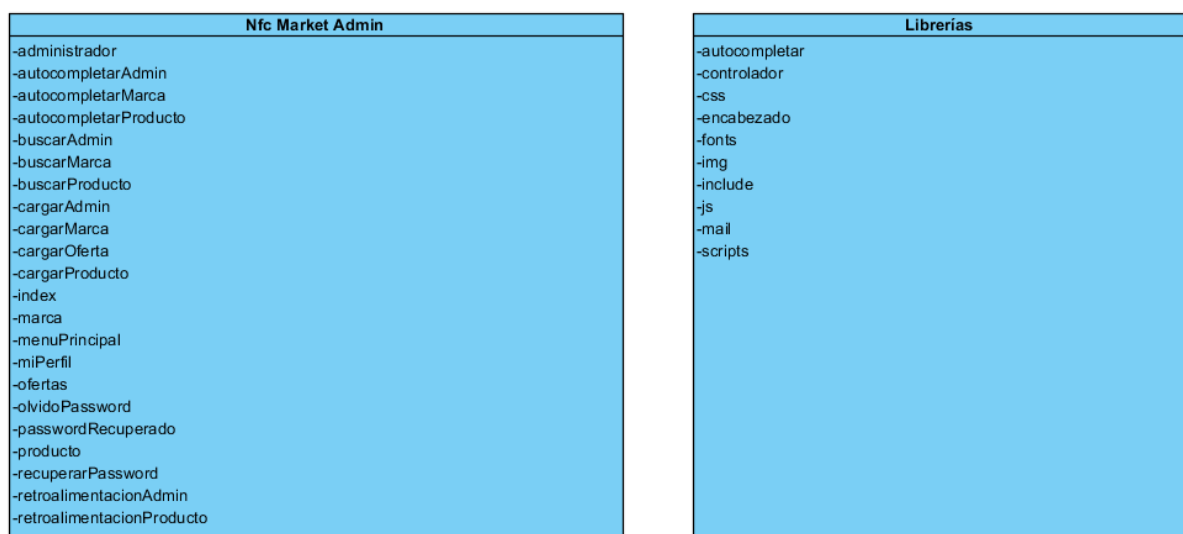 Nfc Market Admin
-administrador
-autocompletarAdmin
-autocompletarMarca
-autocompletarProducto
-buscarAdmin
-buscarMarca
-buscarProducto
-cargarAdmin
-cargarMarca
-cargarOferta
-cargarProducto
-index
-marca
-menuPrincipal
-miPerfil
-ofertas
-olvidoPassword
-passwordRecuperado
-producto
-recuperarPassword
-retroalimentacionAdmin
-retroalimentacionProducto
Librerías
-autocompletar
-controlador
-css
-encabezado
-fonts
-img
-include
-js
-mail
-scripts